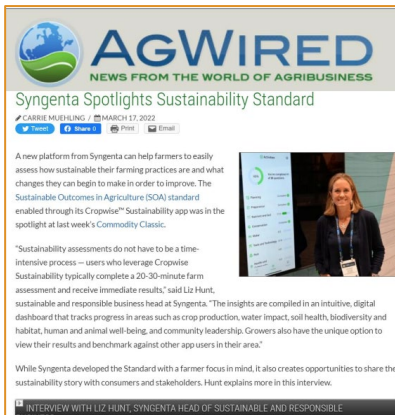 AGWIRED
NEWS FROM THE WORLD OF AGRIBUSINESS
Syngenta Spotlights Sustainability Standard
CARRIE MUEHLING / MARCH 17, 2022
Tweet Share 0 Print Email
A new platform from Syngenta can help farmers to easily
assess how sustainable their farming practices are and what
changes they can begin to make in order to improve. The
Sustainable Outcomes in Agriculture (SOA) standard
enabled through its Cropwise™ Sustainability app was in the
spotlight at last week's Commodity Classic.
"Sustainability assessments do not have to be a time-
intensive process — users who leverage Cropwise
Sustainability typically complete a 20-30-minute farm
assessment and receive immediate results," said Liz Hunt,
sustainable and responsible business head at Syngenta. "The insights are compiled in an intuitive, digital
dashboard that tracks progress in areas such as crop production, water impact, soil health, biodiversity and
habitat, human and animal well-being, and community leadership. Growers also have the unique option to
view their results and benchmark against other app users in their area."
While Syngenta developed the Standard with a farmer focus in mind, it also creates opportunities to share the
sustainability story with consumers and stakeholders. Hunt explains more in this interview.
INTERVIEW WITH LIZ HUNT, SYNGENTA HEAD OF SUSTAINABLE AND RESPONSIBLE